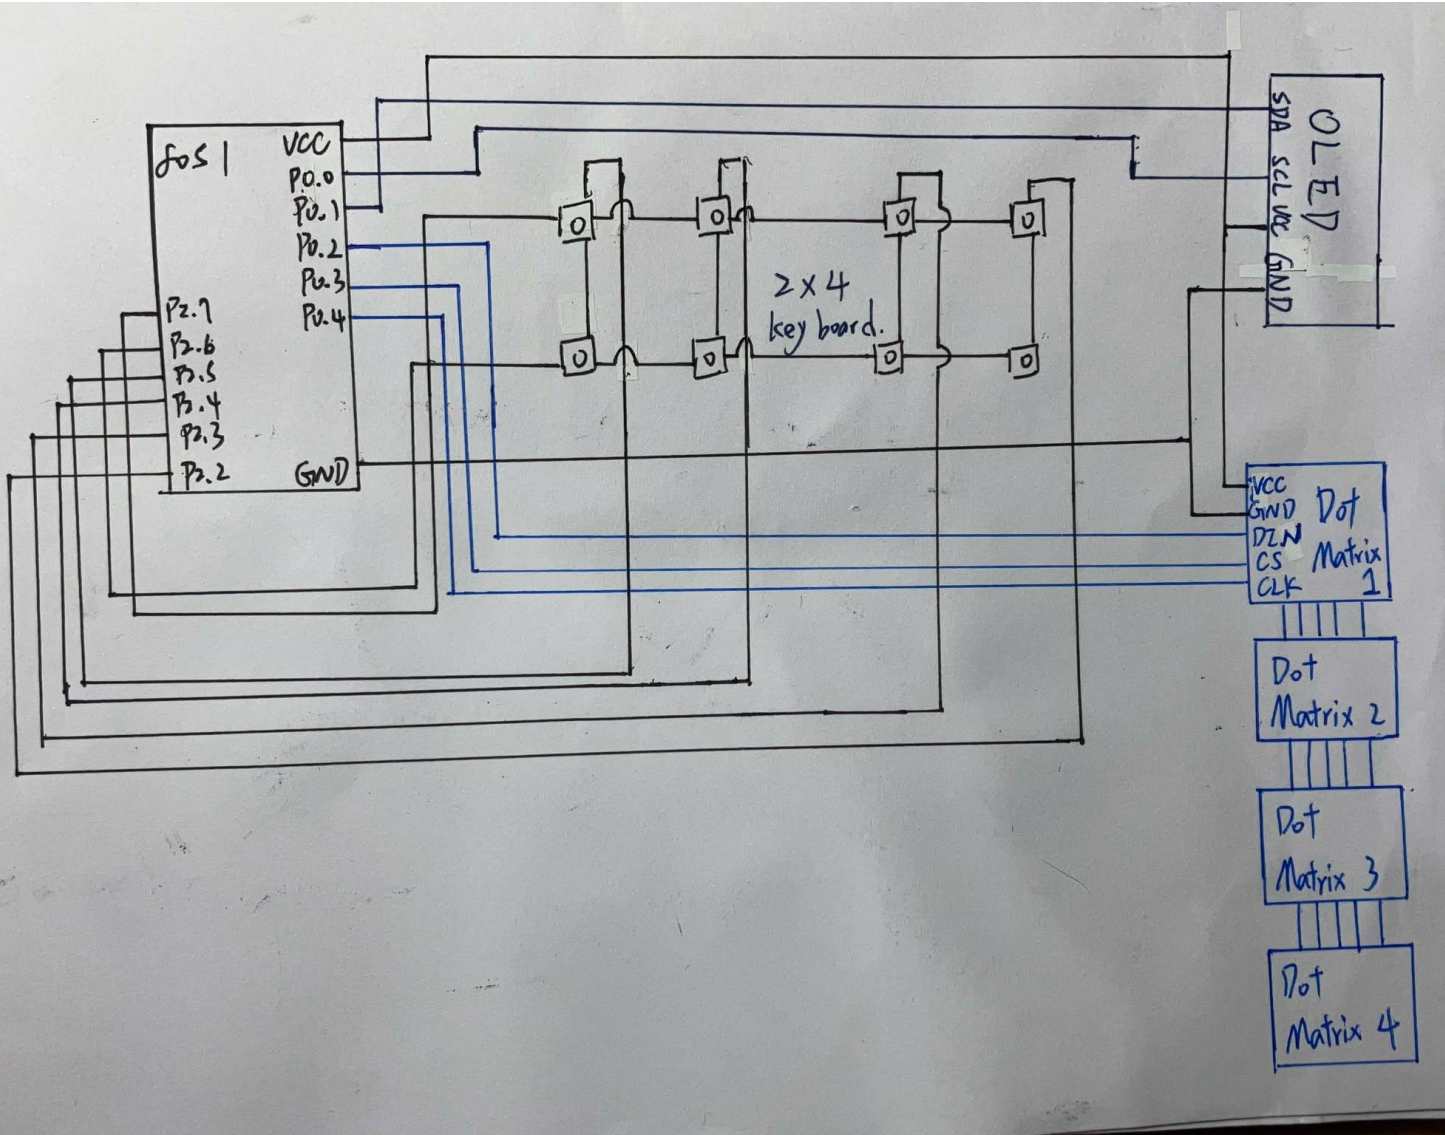 8051
VCC
P0.0
P0.1
P0.2
P0.3
P0.4
P2.7
P2.6
P2.5
P2.4
P2.3
P2.2
GND
2x4
key board.
OLED
SDA
SCL
VCC
GND
VCC
GND
DIN
CS
CLK
Dot
Matrix
1
Dot
Matrix 2
Dot
Matrix 3
Dot
Matrix 4